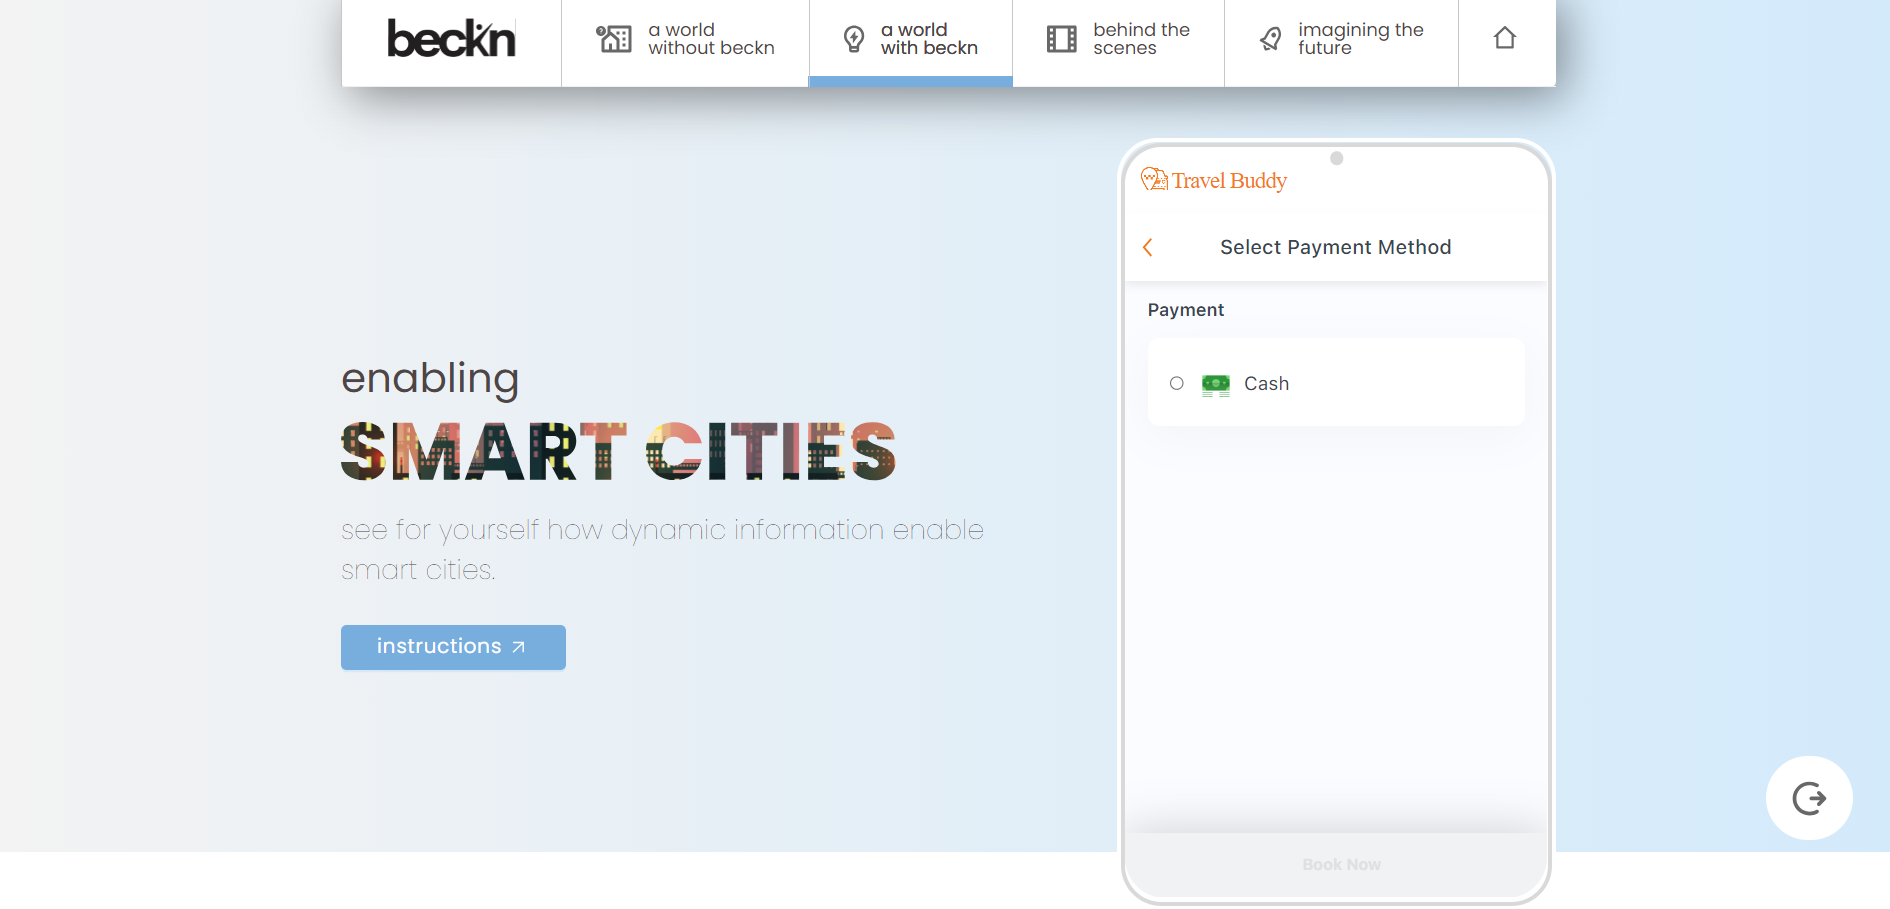 beckn
a world
without beckn
a world
with beckn
behind the
scenes
imagining the
future
Travel Buddy
Select Payment Method
Payment
Cash
enabling
SMART CITIES
see for yourself how dynamic information enable
smart cities.
instructions
Book Now